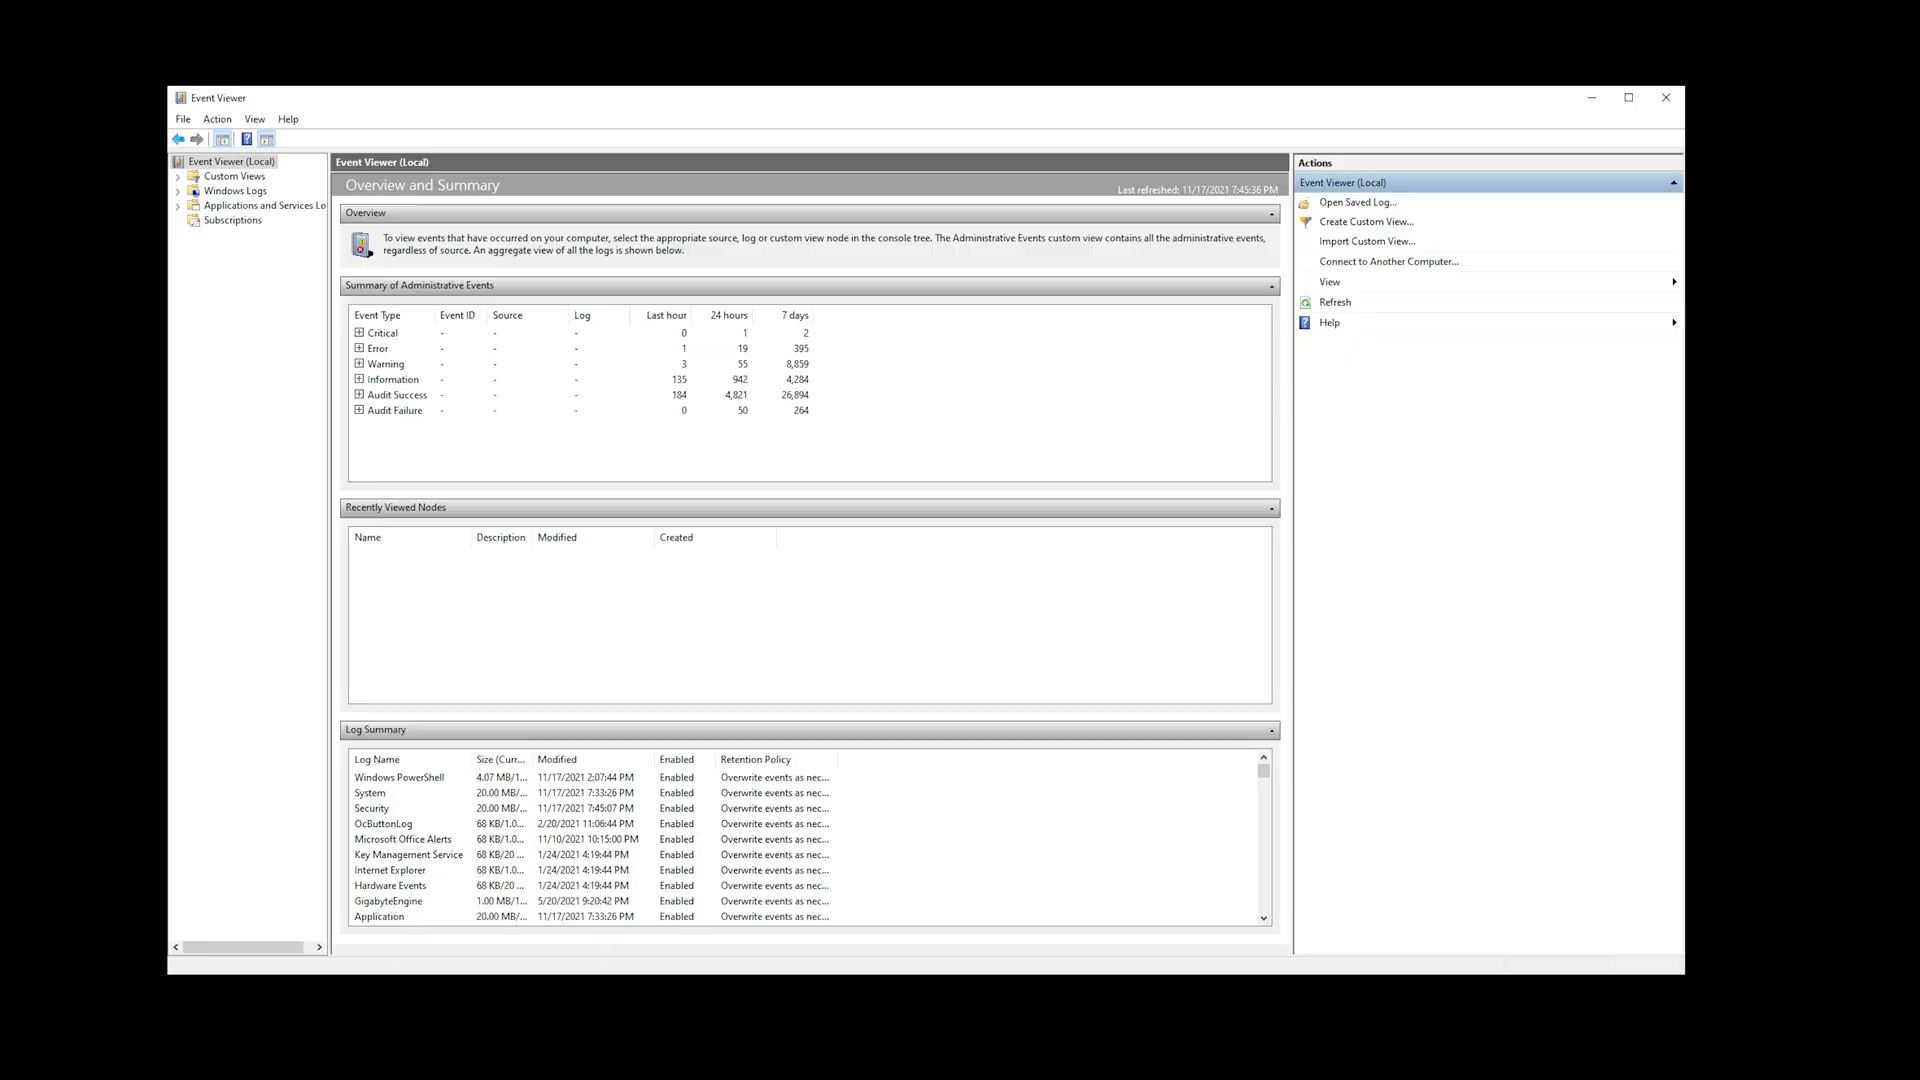 Event Viewer
File Action View Help
Event Viewer (Local)
Custom Views
Windows Logs
Applications and Services Lo
Subscriptions
Event Viewer (Local)
Overview and Summary
Last refreshed: 11/17/2021 7:45:36 PM
Overview
To view events that have occurred on your computer, select the appropriate source, log or custom view node in the console tree. The Administrative Events custom view contains all the administrative events,
regardless of source. An aggregate view of all the logs is shown below.
Summary of Administrative Events
Event Type Event ID Source Log Last hour 24 hours 7 days
Critical - - - 0 1 2
Error - - - 1 19 395
Warning - - - 3 55 8,859
Information - - - 135 942 4,284
Audit Success - - - 184 4,821 26,894
Audit Failure - - - 0 50 264
Recently Viewed Nodes
Name Description Modified Created
Log Summary
Log Name Size (Curr... Modified Enabled Retention Policy
Windows PowerShell 4.07 MB/1... 11/17/2021 2:07:44 PM Enabled Overwrite events as nec...
System 20.00 MB/... 11/17/2021 7:33:26 PM Enabled Overwrite events as nec...
Security 20.00 MB/... 11/17/2021 7:45:07 PM Enabled Overwrite events as nec...
OcButtonLog 68 KB/1.0... 2/20/2021 11:06:44 PM Enabled Overwrite events as nec...
Microsoft Office Alerts 68 KB/1.0... 11/10/2021 10:15:00 PM Enabled Overwrite events as nec...
Key Management Service 68 KB/20 ... 1/24/2021 4:19:44 PM Enabled Overwrite events as nec...
Internet Explorer 68 KB/1.0... 1/24/2021 4:19:44 PM Enabled Overwrite events as nec...
Hardware Events 68 KB/20 ... 1/24/2021 4:19:44 PM Enabled Overwrite events as nec...
GigabyteEngine 1.00 MB/1... 5/20/2021 9:20:42 PM Enabled Overwrite events as nec...
Application 20.00 MB/... 11/17/2021 7:33:26 PM Enabled Overwrite events as nec...
Actions
Event Viewer (Local)
Open Saved Log...
Create Custom View...
Import Custom View...
Connect to Another Computer...
View
Refresh
Help